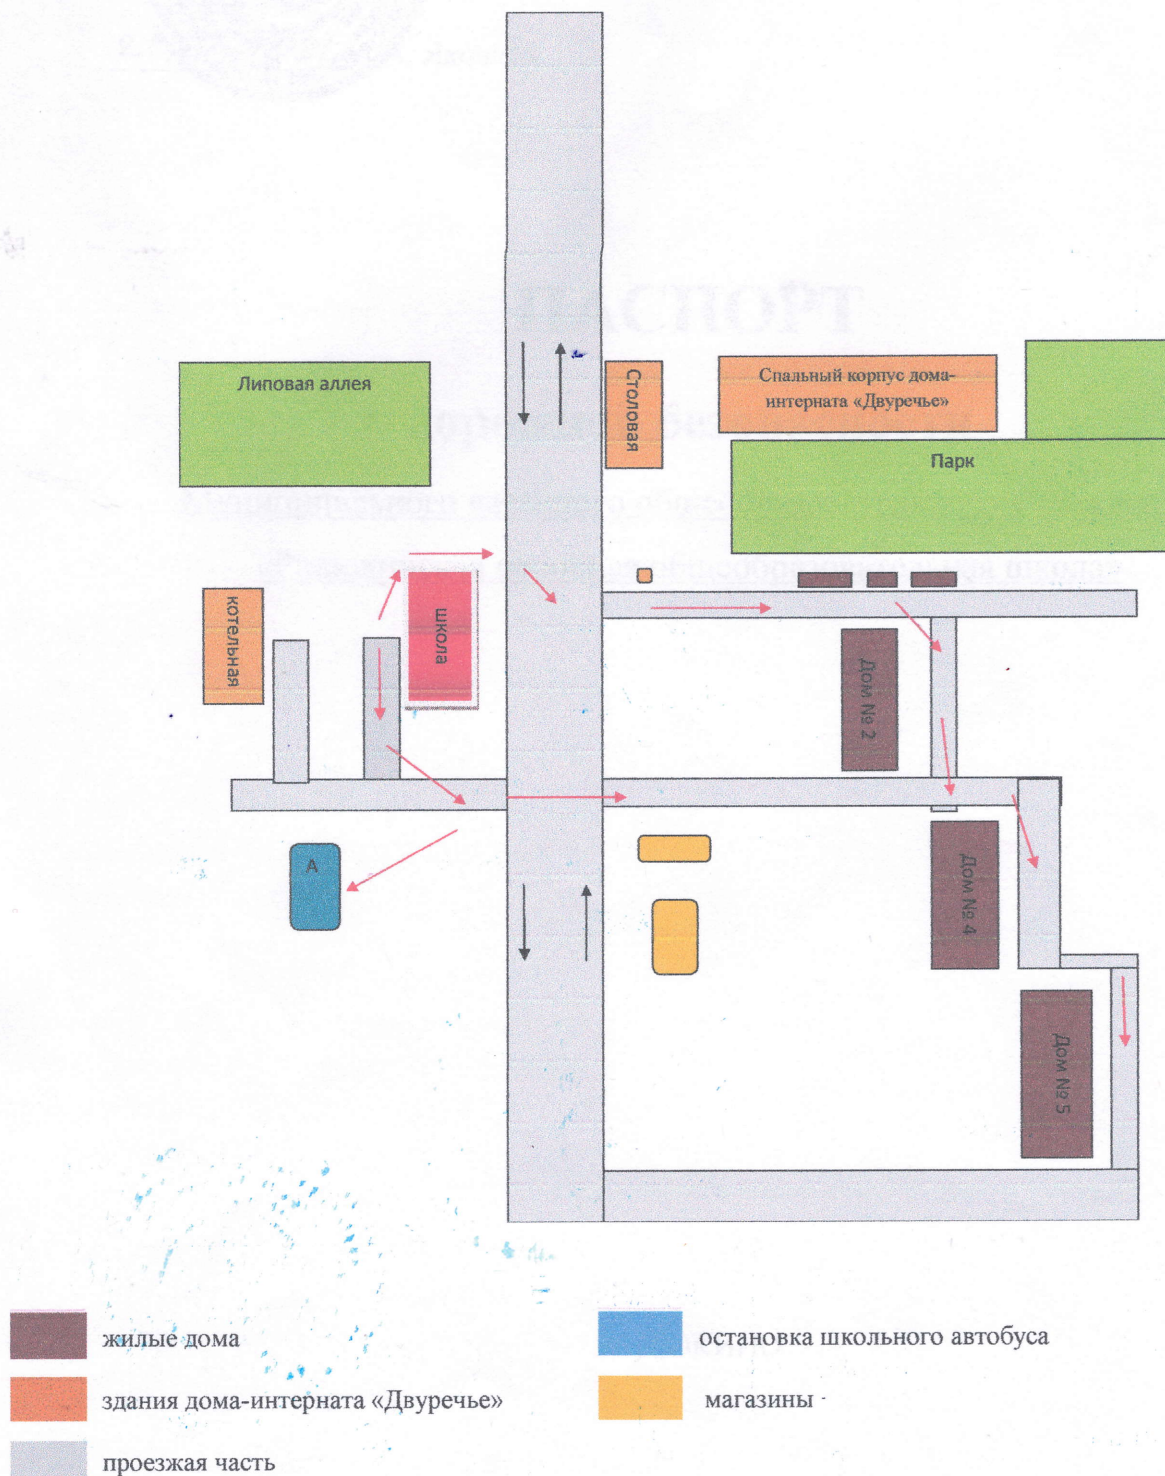 ПАСПОРТ
Липовая аллея
Столовая
Спальный корпус дома-
интерната «Двуречье»
Парк
котельная
школа
Дом № 2
А
Дом № 4
Дом № 5
жилые дома
остановка школьного автобуса
здания дома-интерната «Двуречье»
магазины
проезжая часть